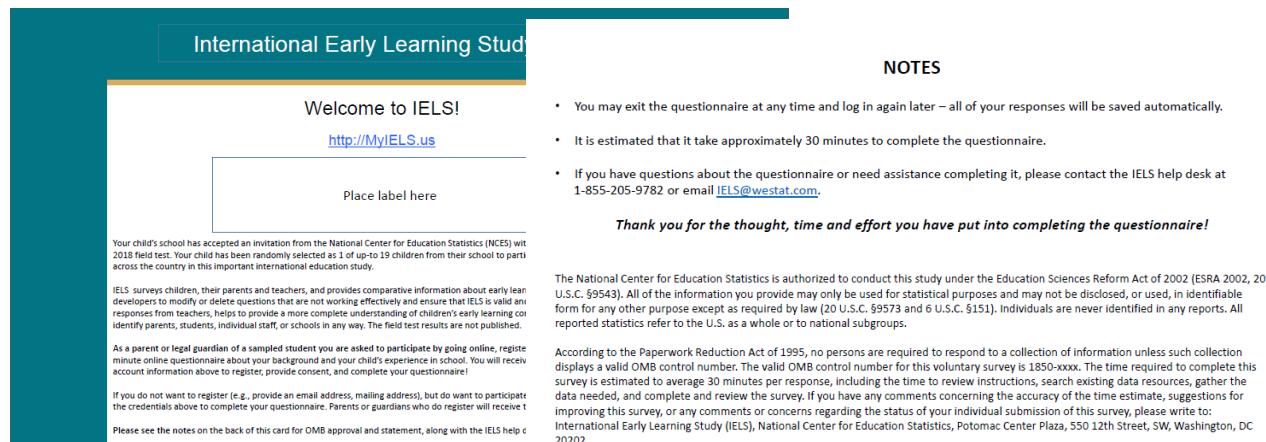 International Early Learning Study
Welcome to IELS!
http://MyIELS.us
Place label here
Your child's school has accepted an invitation from the National Center for Education Statistics (NCES)
2018 field test. Your child has been randomly selected as 1 of up-to 19 children from their school to
across the country in this important international education study.
IELS surveys children, their parents and teachers, and provides comparative information about early
developers to modify or delete questions that are not working effectively and ensure that IELS is valid
responses from teachers, helps to provide a more complete understanding of children's early learning
identify parents, students, individual staff, or schools in any way. The field test results are not published.
As a parent or legal guardian of a sampled student you are asked to participate by going online,
minute online questionnaire about your background and your child's experience in school. You will
account information above to register, provide consent, and complete your questionnaire!
If you do not want to register (e.g., provide an email address, mailing address), but do want to participate
the credentials above to complete your questionnaire. Parents or guardians who do register will receive
Please see the notes on the back of this card for OMB approval and statement, along with the IELS help
NOTES
• You may exit the questionnaire at any time and log in again later – all of your responses will be saved automatically.
• It is estimated that it take approximately 30 minutes to complete the questionnaire.
• If you have questions about the questionnaire or need assistance completing it, please contact the IELS help desk at
1-855-205-9782 or email IELS@westat.com.
Thank you for the thought, time and effort you have put into completing the questionnaire!
The National Center for Education Statistics is authorized to conduct this study under the Education Sciences Reform Act of 2002 (ESRA 2002, 20
U.S.C. §9543). All of the information you provide may only be used for statistical purposes and may not be disclosed, or used, in identifiable
form for any other purpose except as required by law (20 U.S.C. §9573 and 6 U.S.C. §151). Individuals are never identified in any reports. All
reported statistics refer to the U.S. as a whole or to national subgroups.
According to the Paperwork Reduction Act of 1995, no persons are required to respond to a collection of information unless such collection
displays a valid OMB control number. The valid OMB control number for this voluntary survey is 1850-xxxx. The time required to complete this
survey is estimated to average 30 minutes per response, including the time to review instructions, search existing data resources, gather the
data needed, and complete and review the survey. If you have any comments concerning the accuracy of the time estimate, suggestions for
improving this survey, or any comments or concerns regarding the status of your individual submission of this survey, please write to:
International Early Learning Study (IELS), National Center for Education Statistics, Potomac Center Plaza, 550 12th Street, SW, Washington, DC
20202